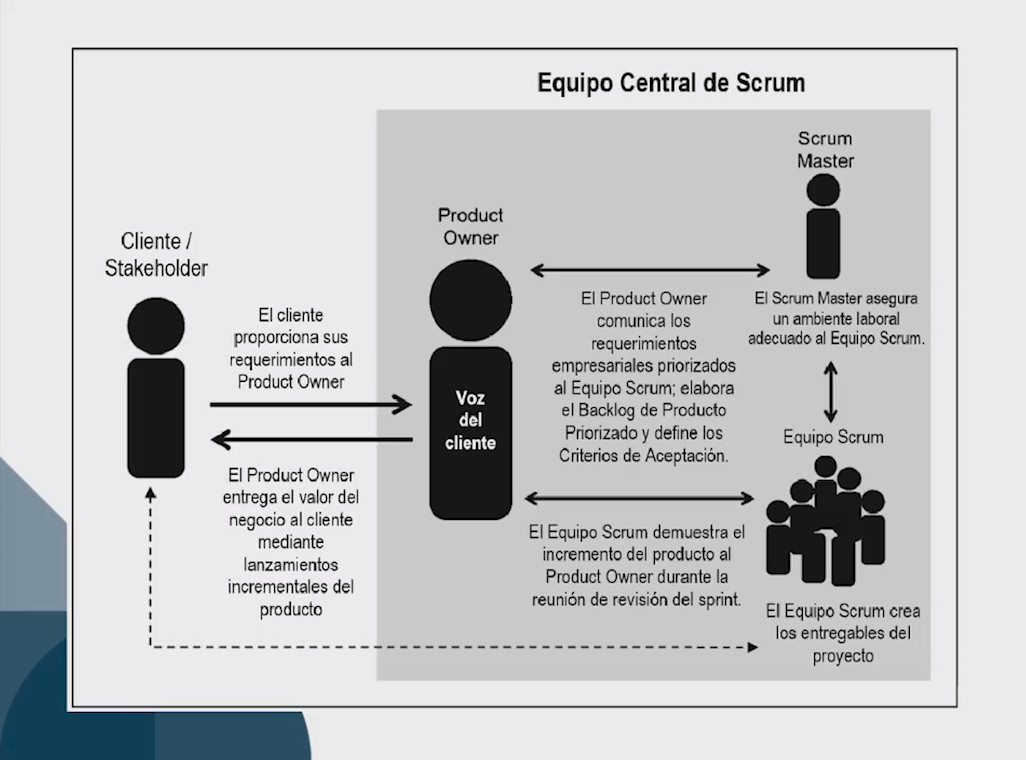 Equipo Central de Scrum
Cliente /
Stakeholder
El cliente
proporciona sus
requerimientos al
Product Owner
El Product Owner
entrega el valor del
negocio al cliente
mediante
lanzamientos
incrementales del
producto
Product
Owner
Voz
del
cliente
El Product Owner
comunica los
requerimientos
empresariales priorizados
al Equipo Scrum; elabora
el Backlog de Producto
Priorizado y define los
Criterios de Aceptación.
El Equipo Scrum demuestra el
incremento del producto al
Product Owner durante la
reunión de revisión del sprint.
Scrum
Master
El Scrum Master asegura
un ambiente laboral
adecuado al Equipo Scrum.
Equipo Scrum
El Equipo Scrum crea
los entregables del
proyecto